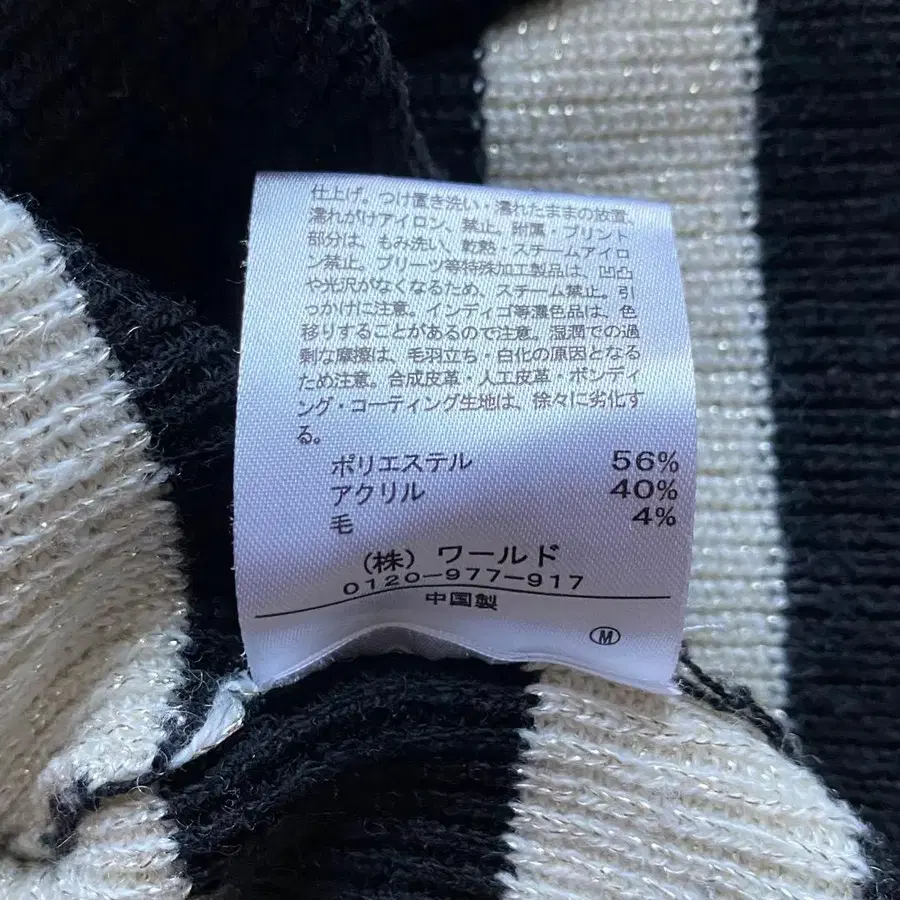 仕上げ。つけ置き洗い・濡れたままの放置、
濡れがけアイロン、禁止。附属・プリント
部分は、もみ洗い、乾熱・スチームアイロ
ン禁止。プリーツ等特殊加工製品は、凹凸
や光沢がなくなるため、スチーム禁止。引
っかけに注意。インディゴ等濃色品は、色
移りすることがあるので注意。湿潤での過
剰な摩擦は、毛羽立ち・白化の原因となる
ため注意。合成皮革・人工皮革・ボンディ
ング・コーティング生地は、徐々に劣化す
る。
ポリエステル 56%
アクリル 40%
毛 4%
(株) ワールド
0120-977-917
中国製
M